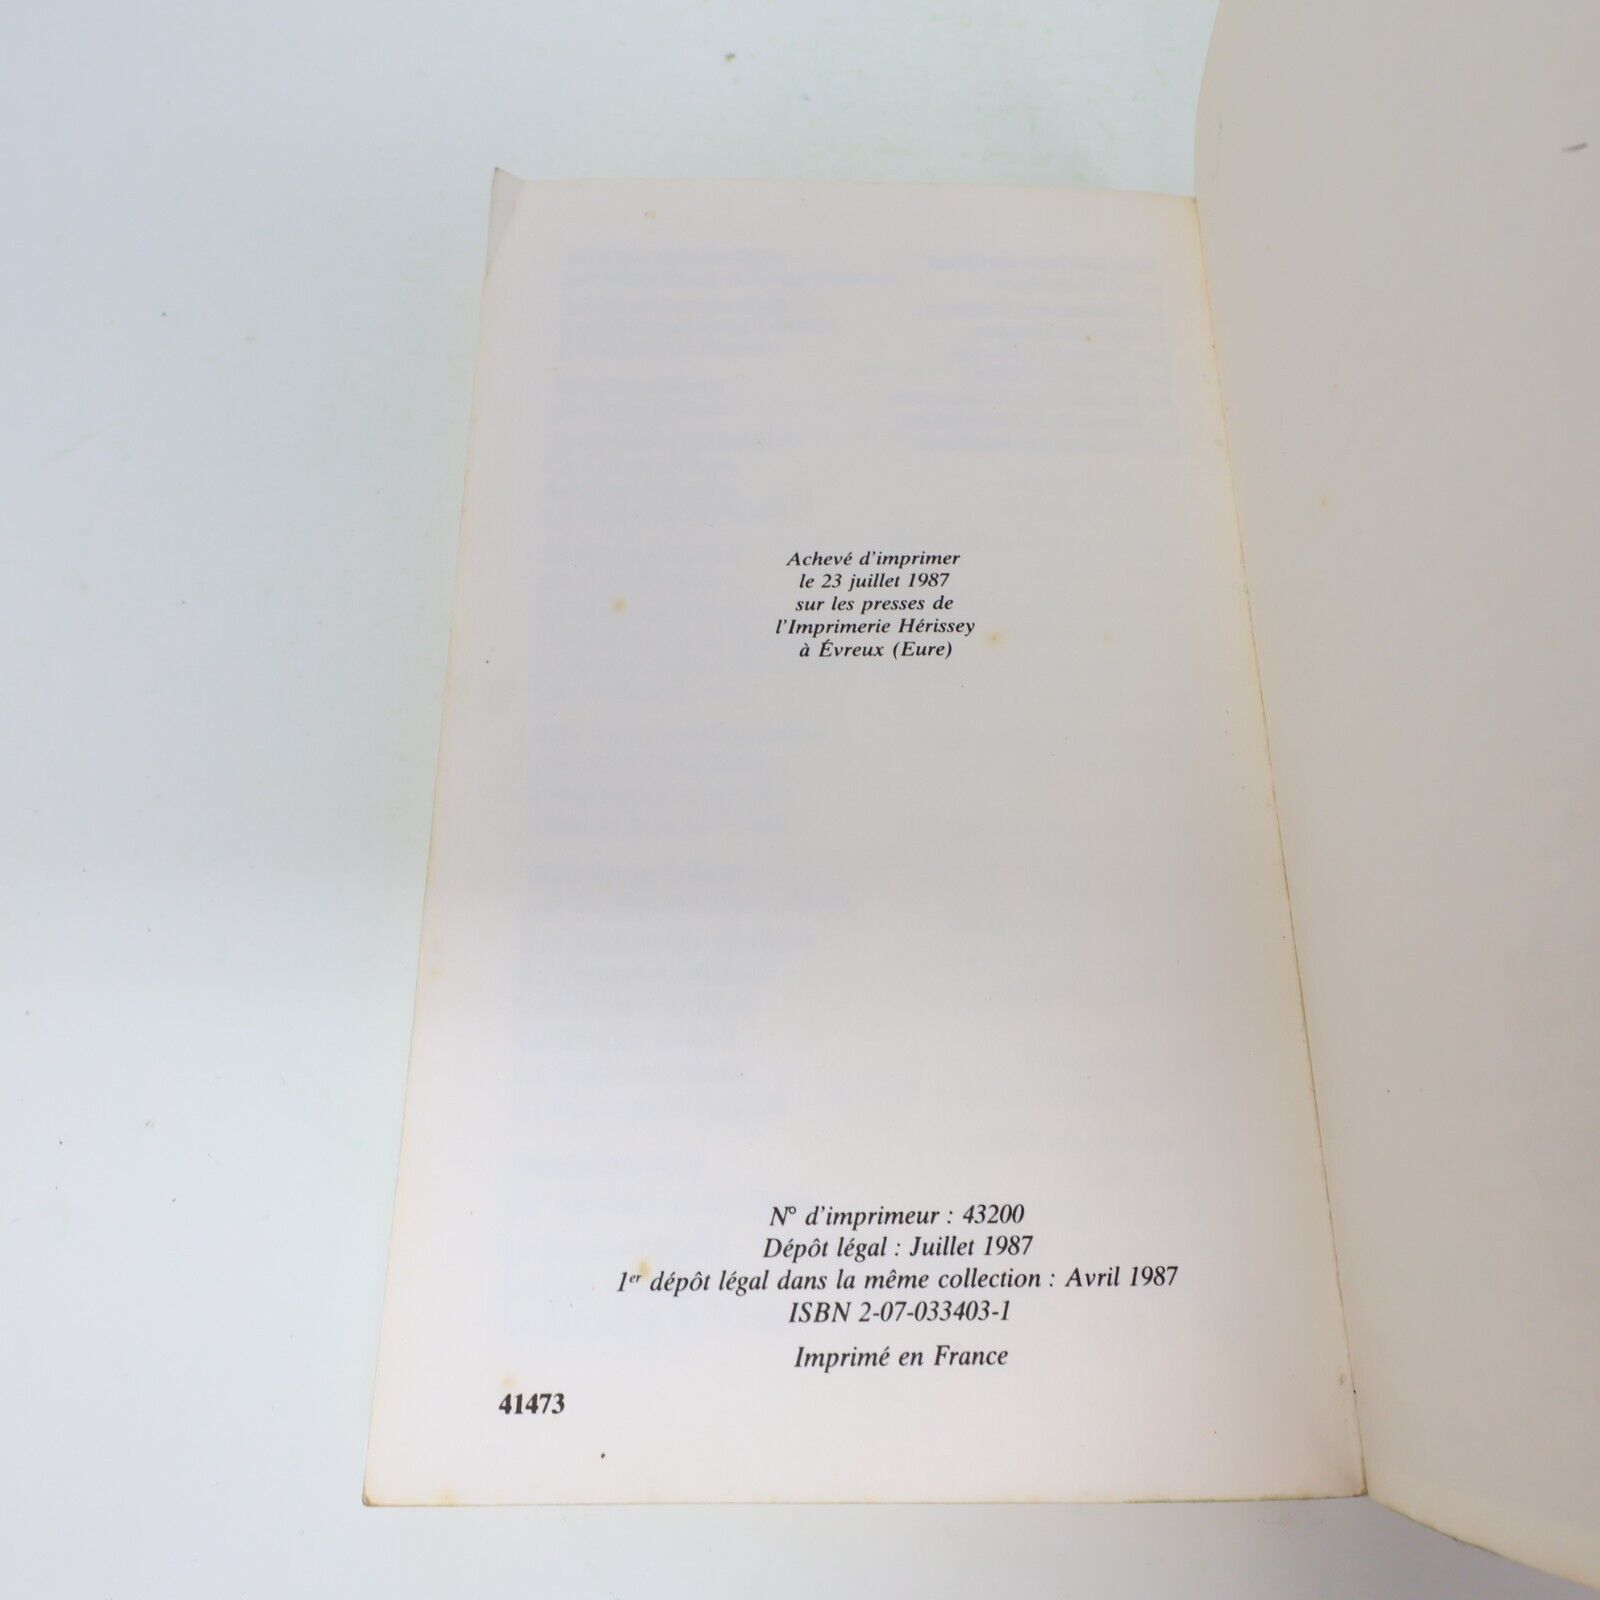 Achevé d'imprimer
le 23 juillet 1987
sur les presses de
l'Imprimerie Hérissey
à Évreux (Eure)
N° d'imprimeur : 43200
Dépôt légal : Juillet 1987
1er dépôt légal dans la même collection : Avril 1987
ISBN 2-07-033403-1
Imprimé en France
41473